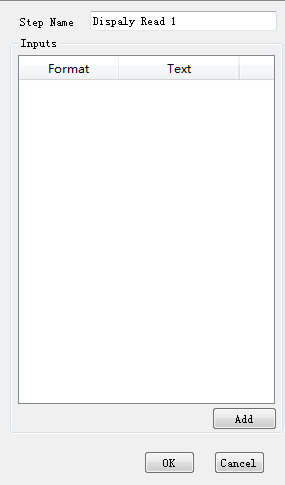 Step Name Dispaly Read 1
Inputs
Format Text
Add
OK Cancel